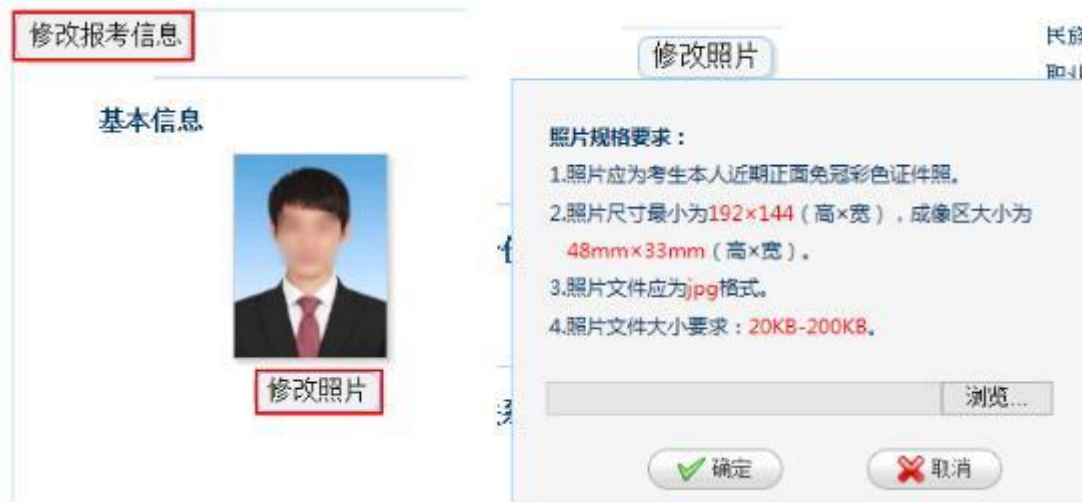 修改报考信息
基本信息
修改照片
修改照片
民族
照片规格要求：
1.照片应为考生本人近期正面免冠彩色证件照。
2.照片尺寸最小为192×144（高×宽），成像区大小为
48mm×33mm（高×宽）。
3.照片文件应为jpg格式。
4.照片文件大小要求：20KB-200KB。
浏览...
确定
取消